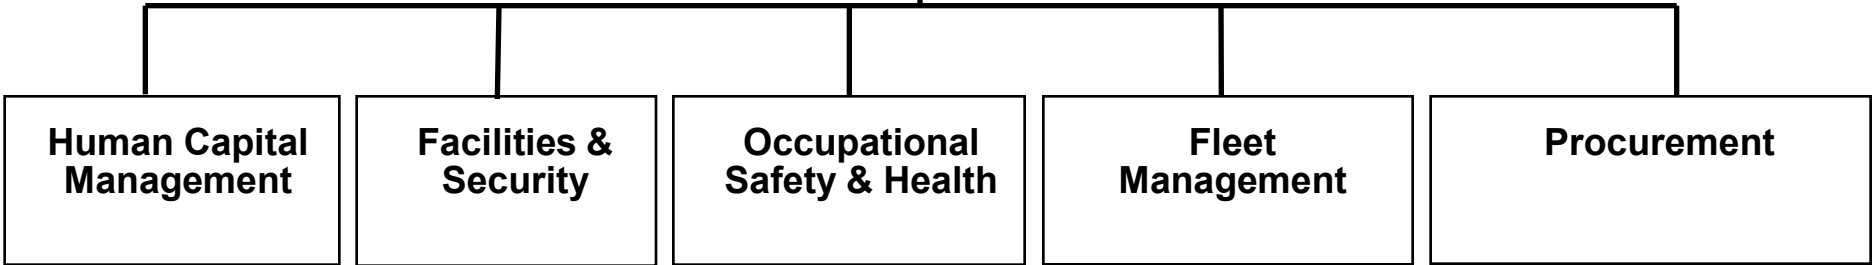 Human Capital
Management
Facilities &
Security
Occupational
Safety & Health
Fleet
Management
Procurement